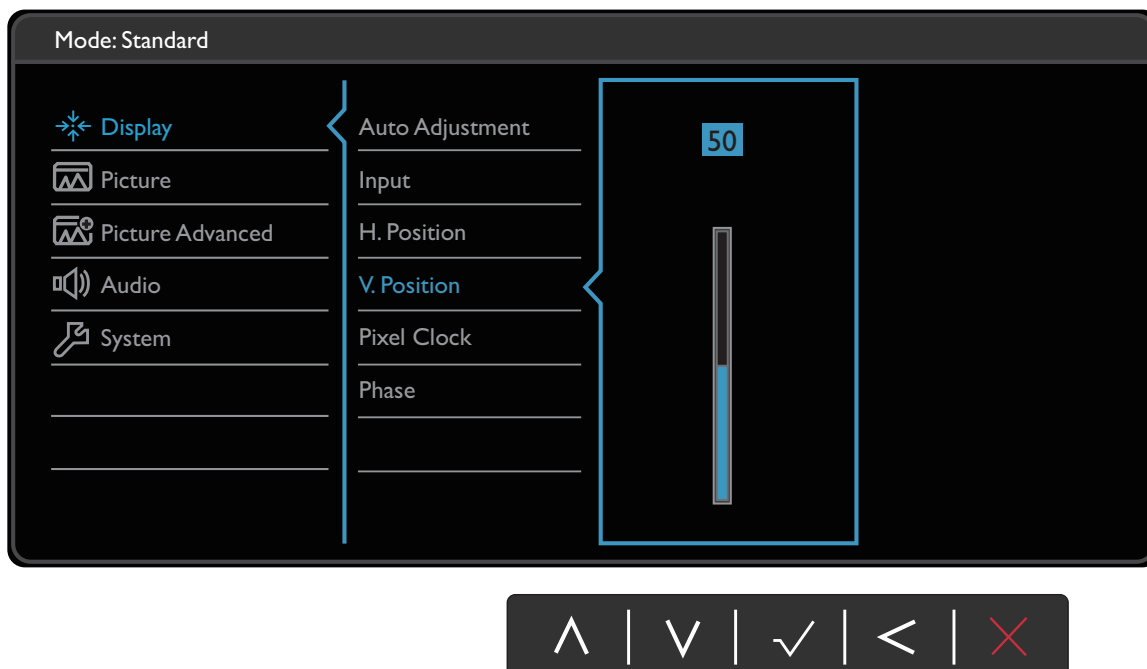 Mode: Standard
Display
Picture
Picture Advanced
Audio
System
Auto Adjustment
Input
H. Position
V. Position
Pixel Clock
Phase
50